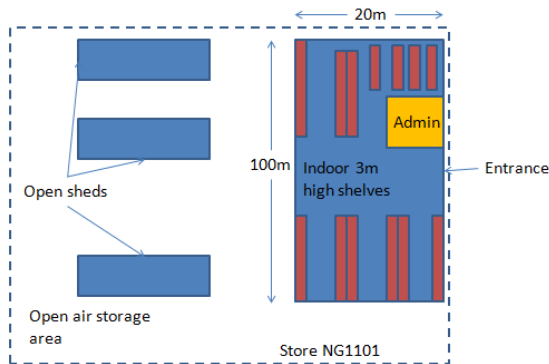 20m
Admin
100m
Indoor 3m
high shelves
Entrance
Open sheds
Open air storage
area
Store NG1101